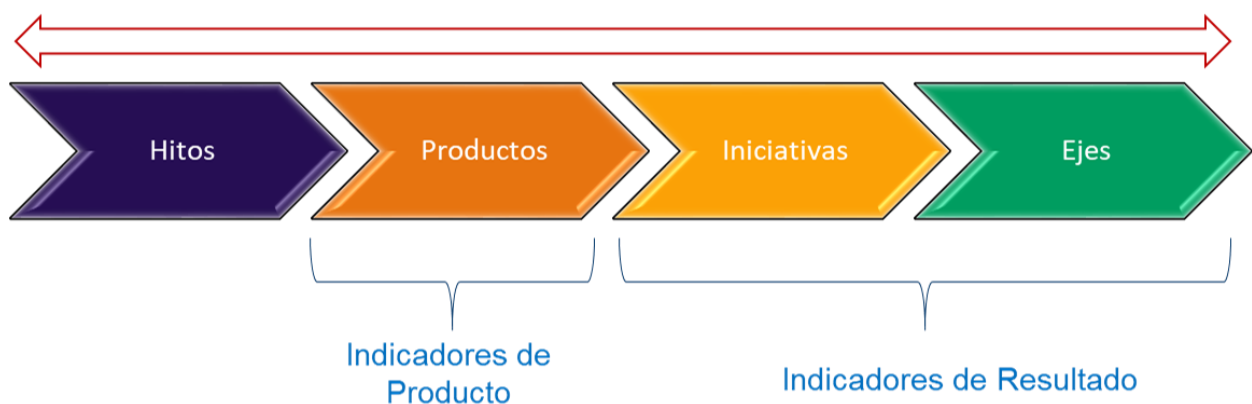 Hitos
Productos
Iniciativas
Ejes
Indicadores de
Producto
Indicadores de Resultado